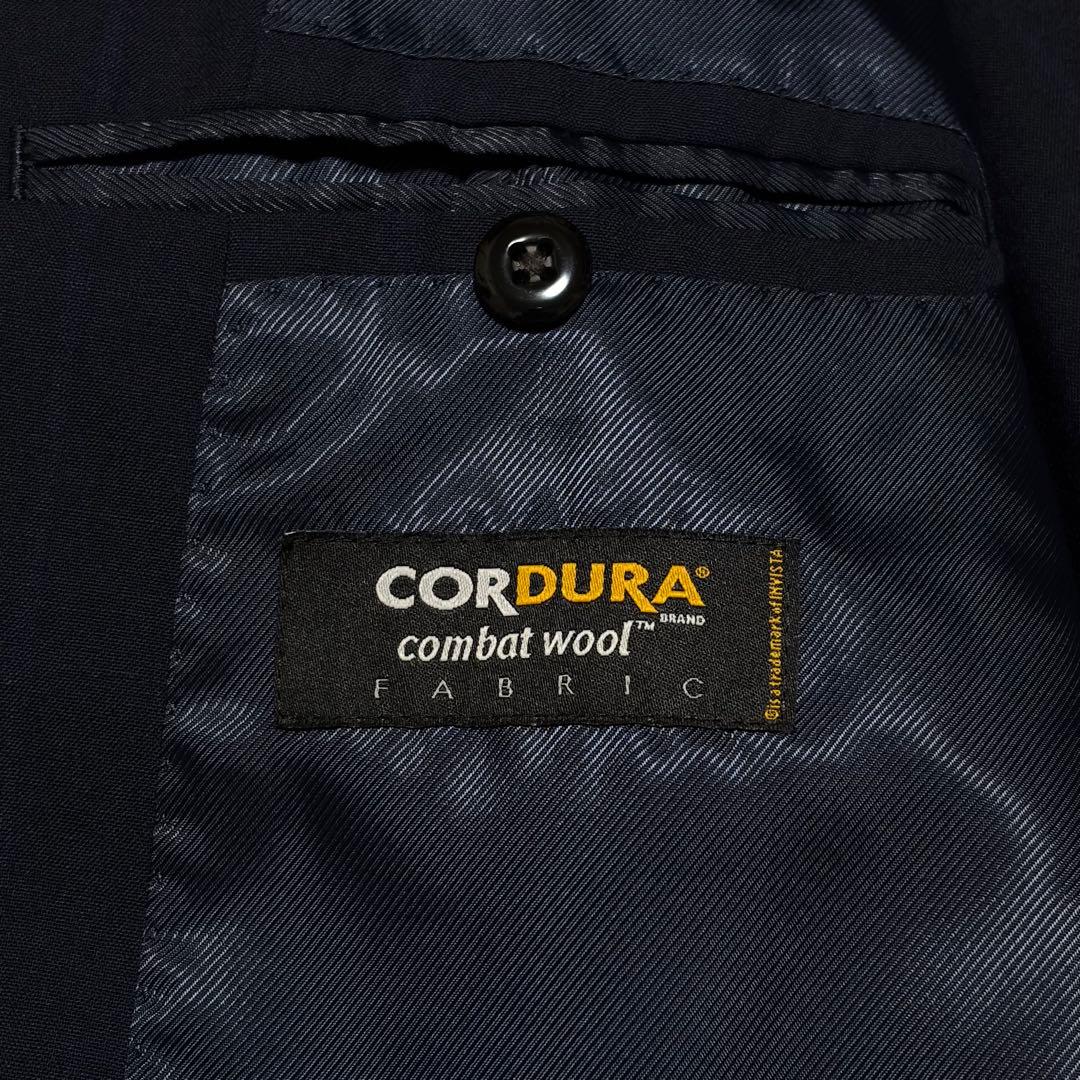 CORDURA®
BRAND
combat wool™
FABRIC
®is a trademark of INVISTA